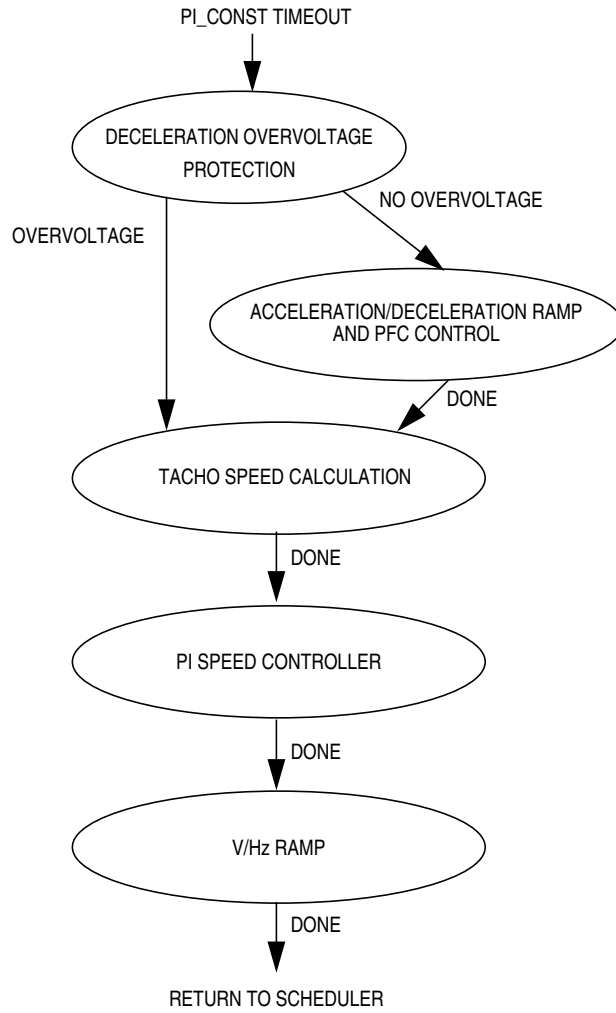 PI_CONST TIMEOUT
DECELERATION OVERVOLTAGE
PROTECTION
NO OVERVOLTAGE
OVERVOLTAGE
ACCELERATION/DECELERATION RAMP
AND PFC CONTROL
DONE
TACHO SPEED CALCULATION
DONE
PI SPEED CONTROLLER
DONE
V/Hz RAMP
DONE
RETURN TO SCHEDULER